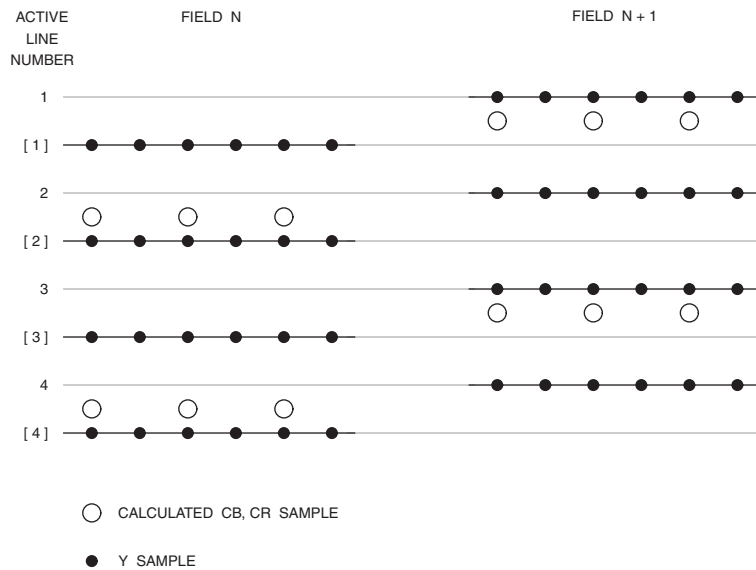 ACTIVE
LINE
NUMBER
FIELD N
FIELD N + 1
1
[ 1 ]
2
[ 2 ]
3
[ 3 ]
4
[ 4 ]
CALCULATED CB, CR SAMPLE
Y SAMPLE